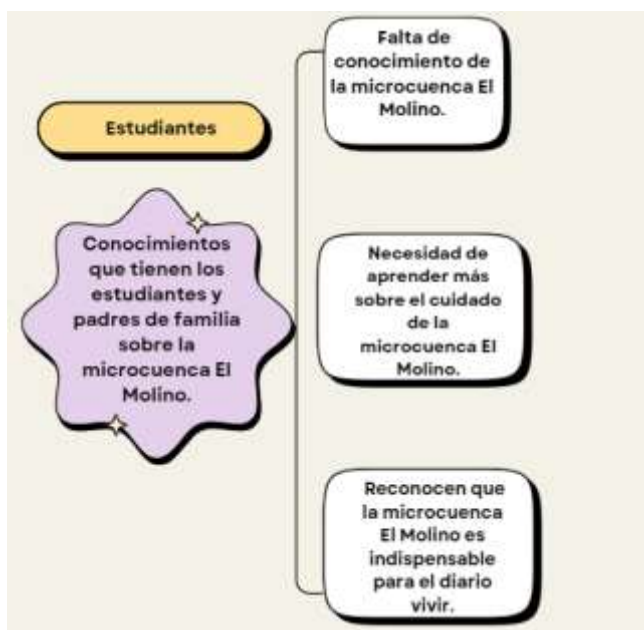 Estudiantes
Conocimientos
que tienen los
estudiantes y
padres de familia
sobre la
microcuenca El
Molino.
Falta de
conocimiento de
la microcuenca El
Molino.
Necesidad de
aprender más
sobre el cuidado
de la
microcuenca El
Molino.
Reconocen que
la microcuenca
El Molino es
indispensable
para el diario
vivir.